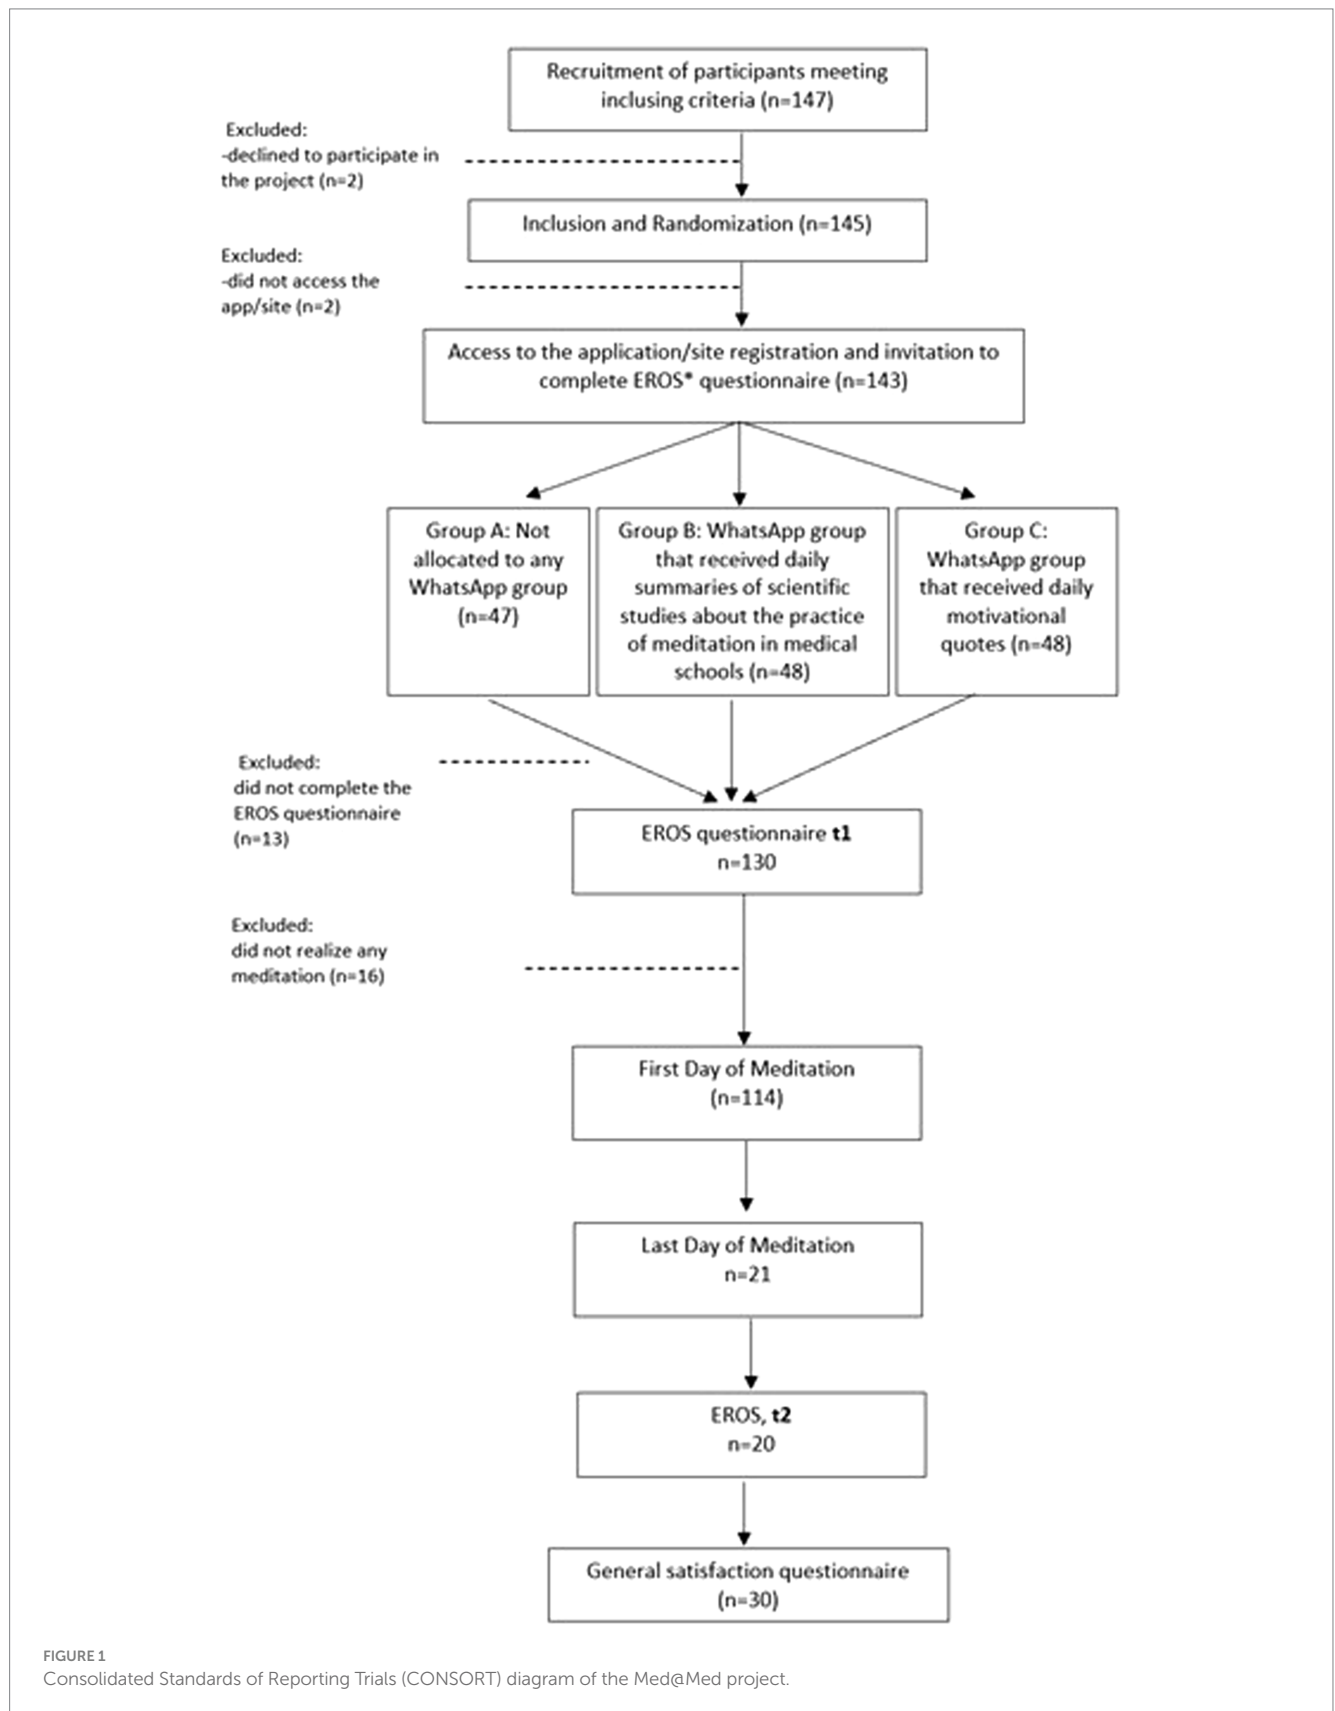 Recruitment of participants meeting
inclusing criteria (n=147)
Excluded:
-declined to participate in
the project (n=2)
Inclusion and Randomization (n=145)
Excluded:
-did not access the
app/site (n=2)
Access to the application/site registration and invitation to
complete EROS* questionnaire (n=143)
Group A: Not
allocated to any
WhatsApp group
(n=47)
Group B: WhatsApp group
that received daily
summaries of scientific
studies about the practice
of meditation in medical
schools (n=48)
Group C:
WhatsApp group
that received daily
motivational
quotes (n=48)
Excluded:
did not complete the
EROS questionnaire
(n=13)
EROS questionnaire t1
n=130
Excluded:
did not realize any
meditation (n=16)
First Day of Meditation
(n=114)
Last Day of Meditation
n=21
EROS, t2
n=20
General satisfaction questionnaire
(n=30)
FIGURE 1
Consolidated Standards of Reporting Trials (CONSORT) diagram of the Med@Med project.